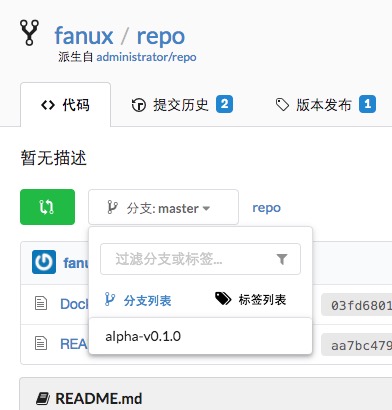 fanux / repo
派生自 administrator/repo
代码 提交历史 2 版本发布 1
暂无描述
分支: master repo
过滤分支或标签...
fanu
分支列表 标签列表
Doc 03fd6801
alpha-v0.1.0
REA aa7bc479
README.md